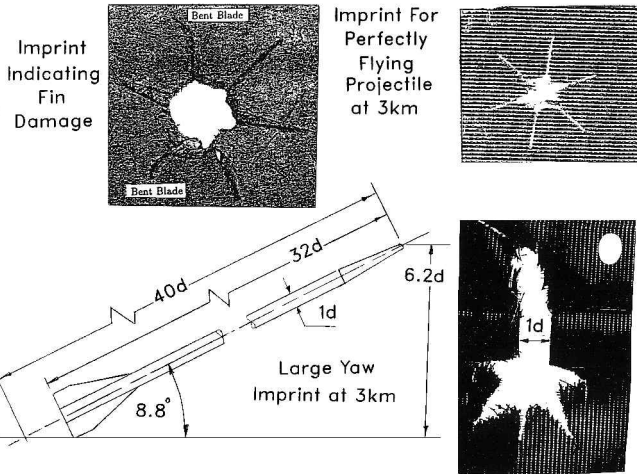 Imprint
Indicating
Fin
Damage
Bent Blade
Bent Blade
Imprint For
Perfectly
Flying
Projectile
at 3km
40d
32d
1d
6.2d
8.8°
Large Yaw
Imprint at 3km
1d